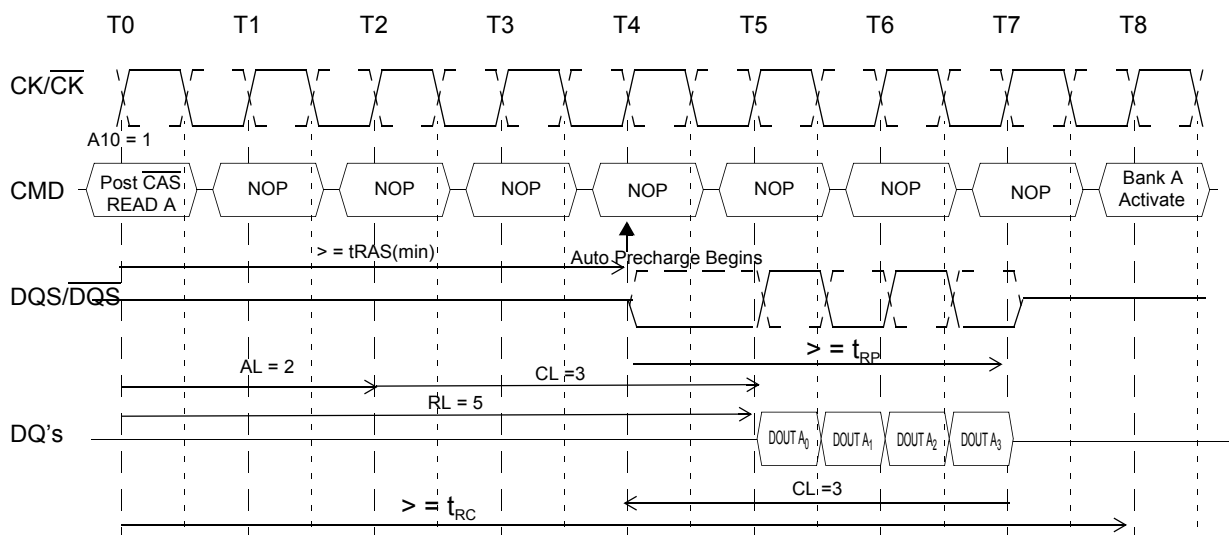 T0 T1 T2 T3 T4 T5 T6 T7 T8
CK/CK
A10 = 1
CMD
Post CAS
READ A
NOP NOP NOP NOP NOP NOP NOP
Bank A
Activate
> = tRAS(min)
Auto Precharge Begins
DQS/DQS
> = tRP
AL = 2
CL =3
RL = 5
DQ's
DOUT A0 DOUT A1 DOUT A2 DOUT A3
CL =3
> = tRC